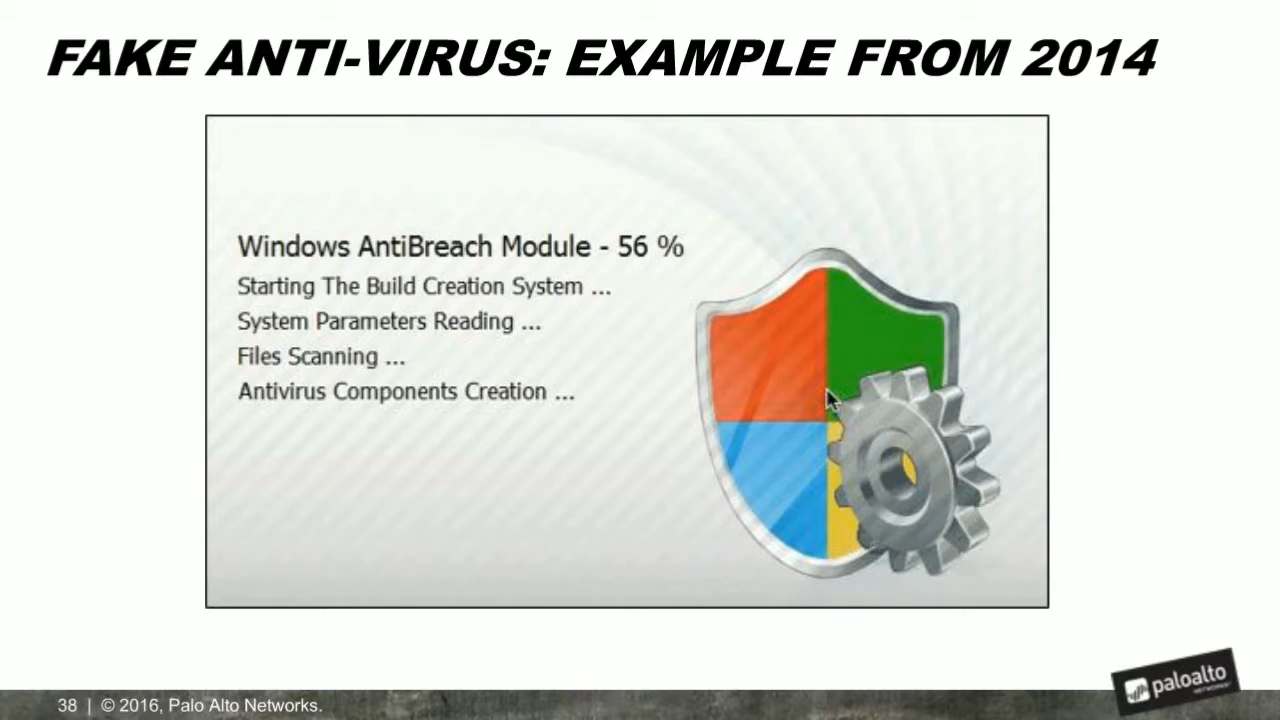 FAKE ANTI-VIRUS: EXAMPLE FROM 2014
Windows AntiBreach Module - 56 %
Starting The Build Creation System ...
System Parameters Reading ...
Files Scanning ...
Antivirus Components Creation ...
38 | © 2016, Palo Alto Networks.
paloalto
NETWORKS